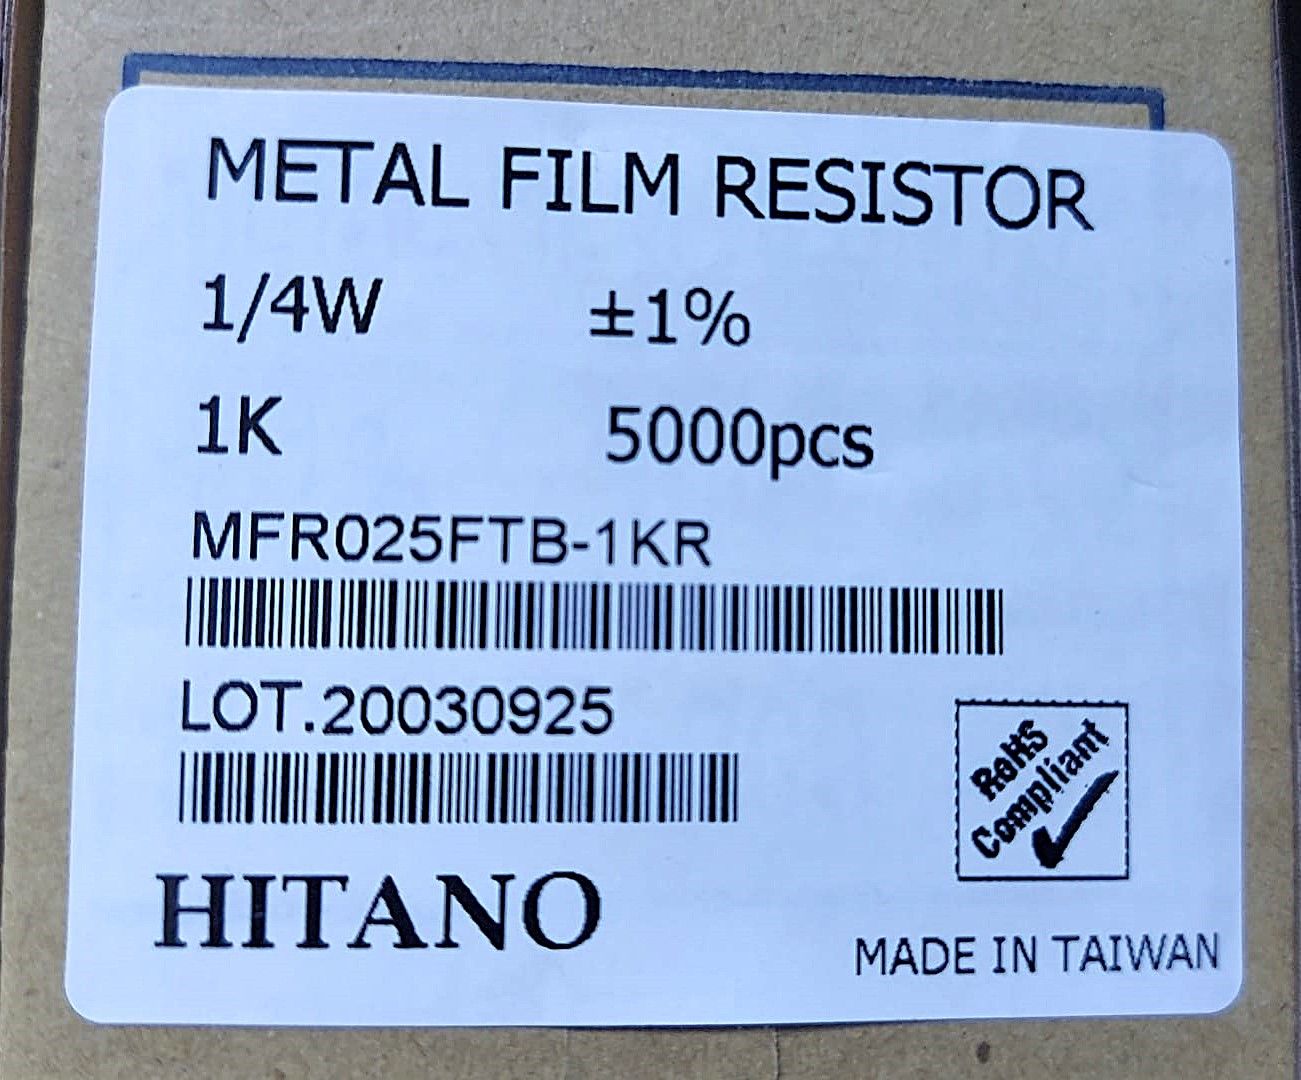 METAL FILM RESISTOR
1/4W ±1%
1K 5000pcs
MFR025FTB-1KR
LOT.20030925
RoHS
Compliant
HITANO
MADE IN TAIWAN